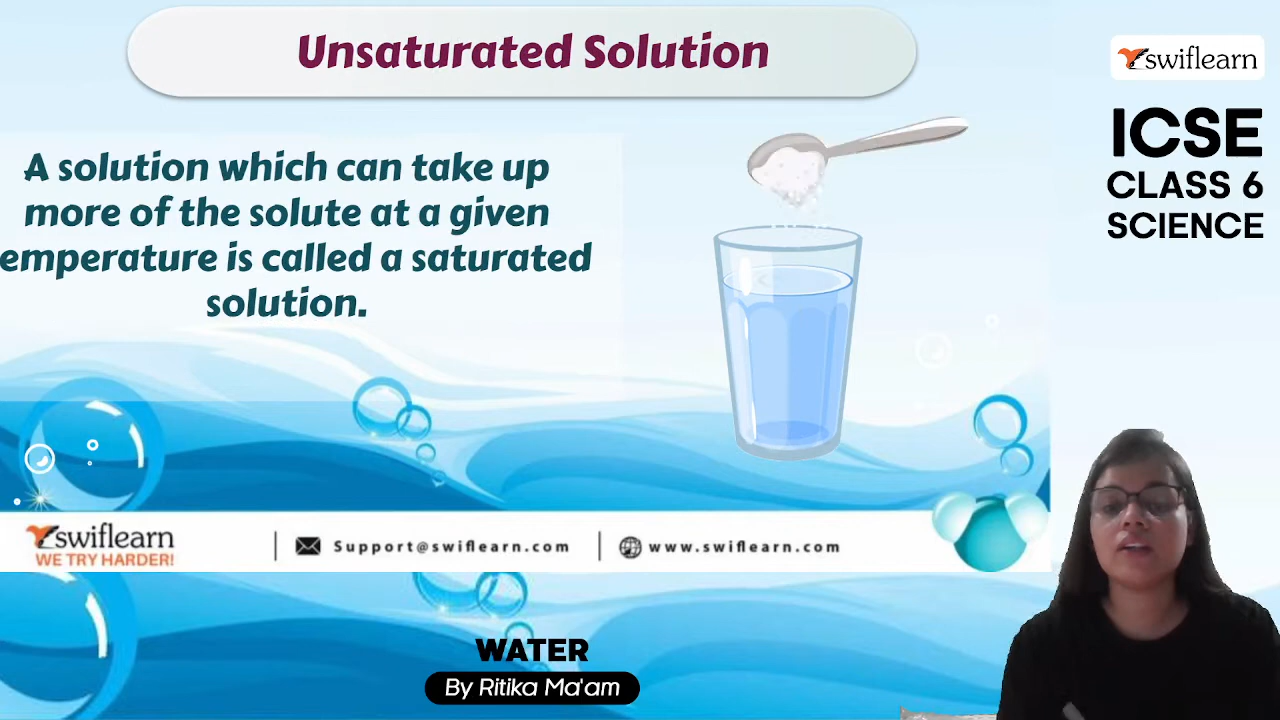 Unsaturated Solution
A solution which can take up
more of the solute at a given
emperature is called a saturated
solution.
swiflearn
ICSE
CLASS 6
SCIENCE
swiflearn
WE TRY HARDER!
Support@swiflearn.com
www.swiflearn.com
WATER
By Ritika Ma'am